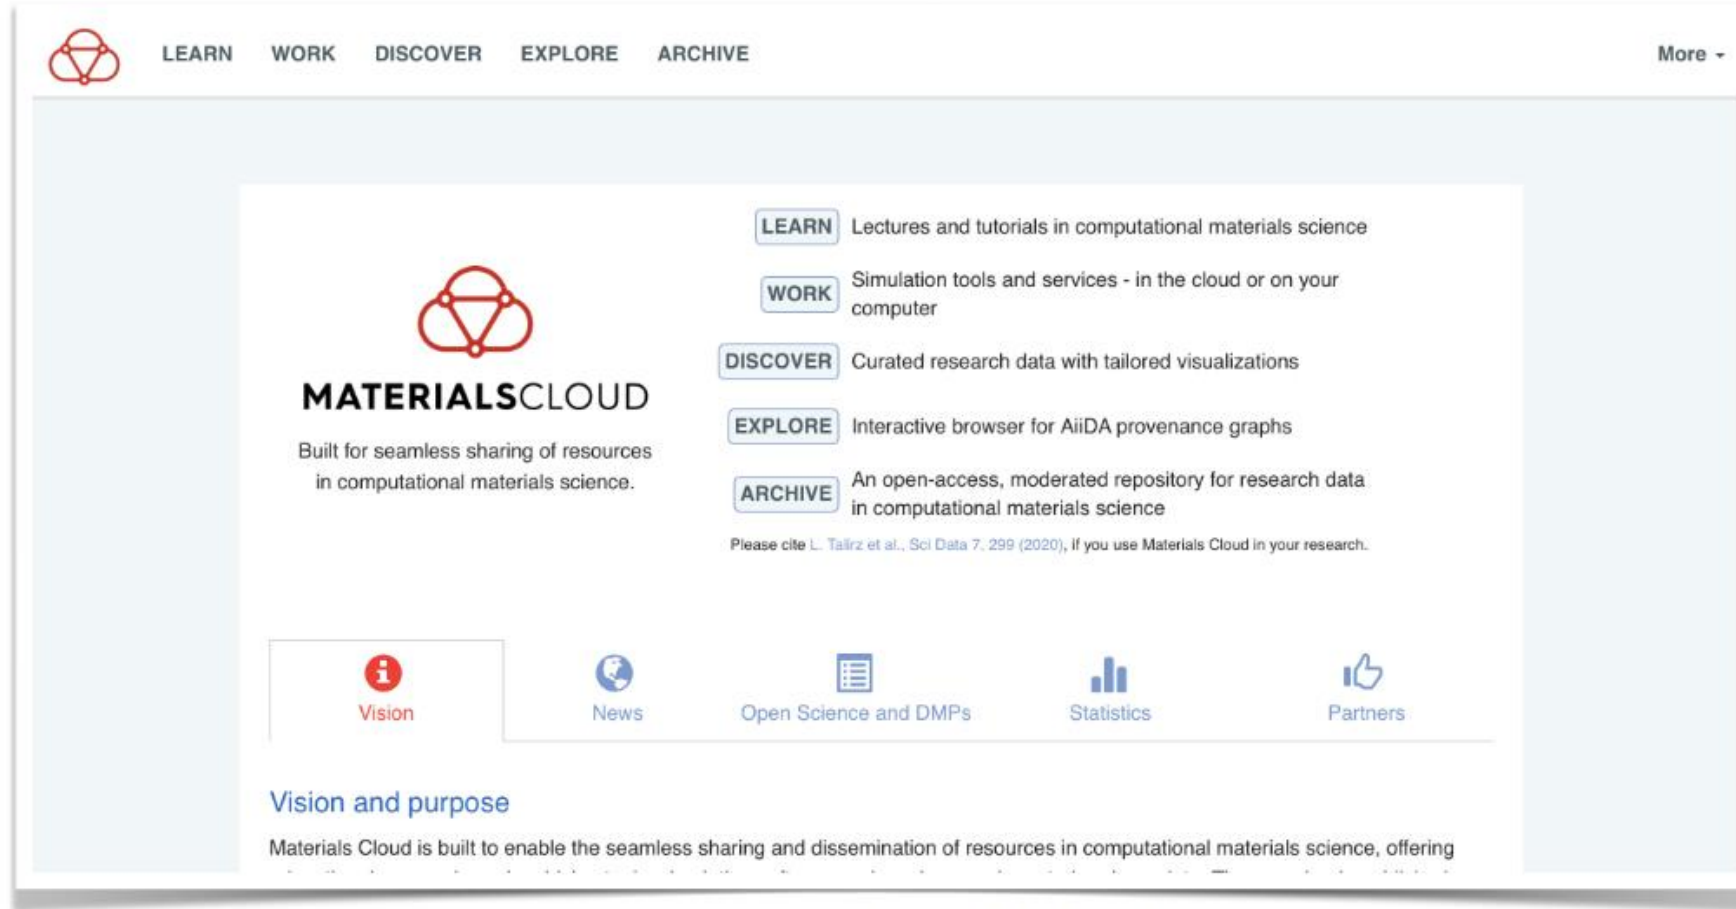 LEARN WORK DISCOVER EXPLORE ARCHIVE More
MATERIALSCLOUD
Built for seamless sharing of resources
in computational materials science.
LEARN Lectures and tutorials in computational materials science
WORK Simulation tools and services - in the cloud or on your
computer
DISCOVER Curated research data with tailored visualizations
EXPLORE Interactive browser for AiiDA provenance graphs
ARCHIVE An open-access, moderated repository for research data
in computational materials science
Please cite L. Talirz et al., Sci Data 7, 299 (2020), if you use Materials Cloud in your research.
Vision News Open Science and DMPs Statistics Partners
Vision and purpose
Materials Cloud is built to enable the seamless sharing and dissemination of resources in computational materials science, offering